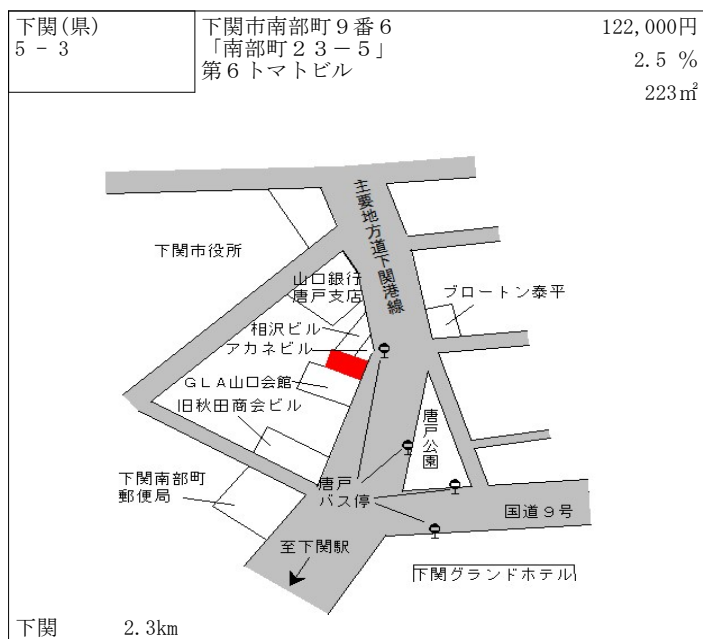 下関(県)
5 - 3
下関市南部町９番６
「南部町２３－５」
第６トマトビル
122,000円
2.5 %
223㎡
主要地方道下関港線
下関市役所
山口銀行
唐戸支店
ブロートン泰平
相沢ビル
アカネビル
ＧＬＡ山口会館
旧秋田商会ビル
唐戸公園
下関南部町
郵便局
唐戸
バス停
国道９号
至下関駅
下関グランドホテル
下関 2.3km